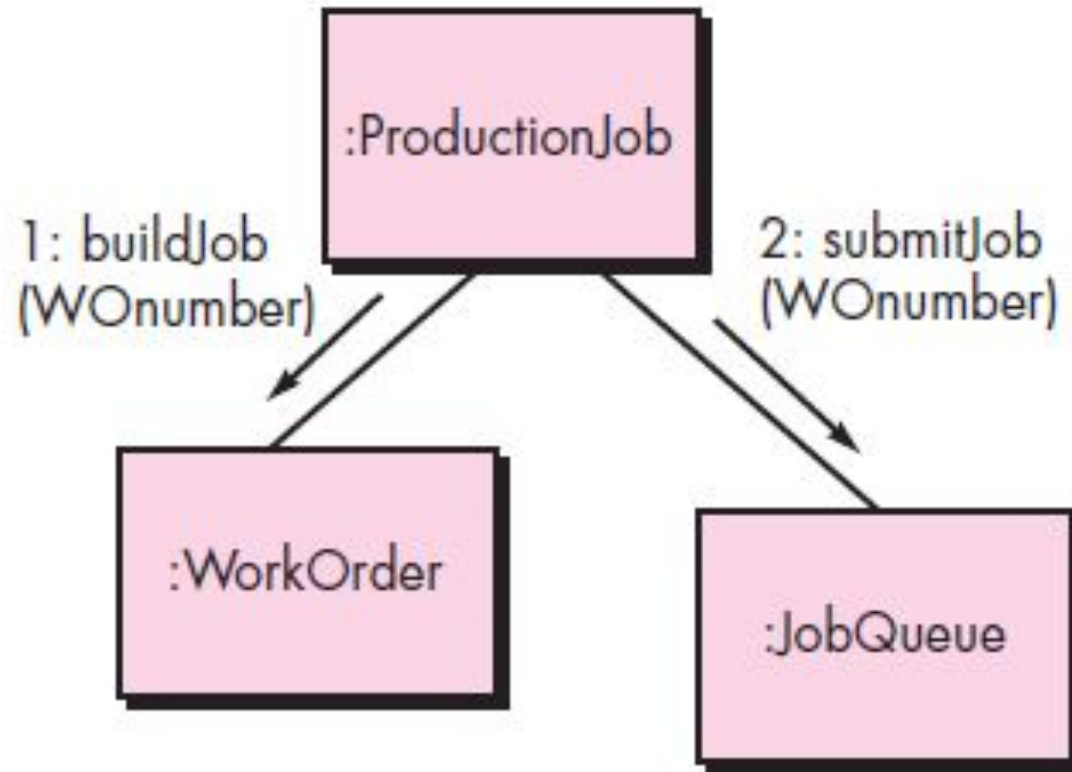 :ProductionJob
1: buildJob
(WOnumber)
2: submitJob
(WOnumber)
:WorkOrder
:JobQueue